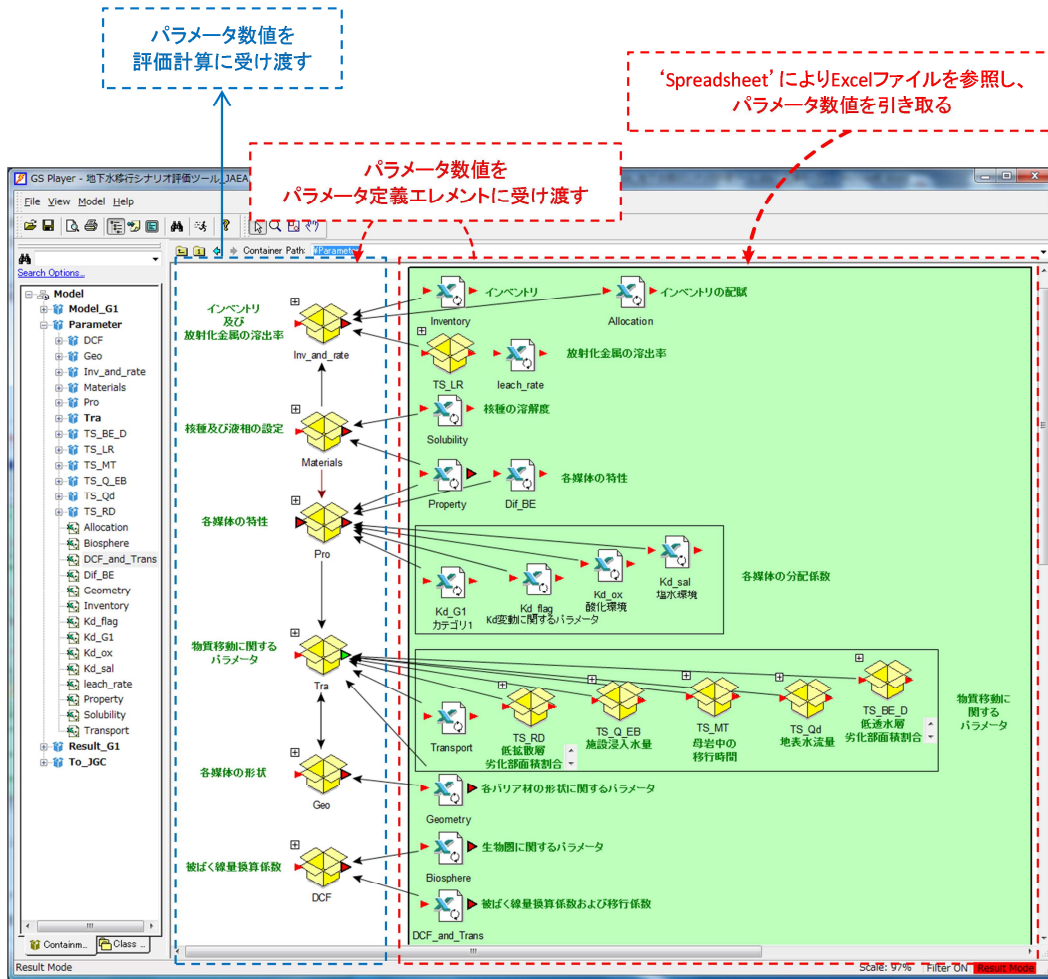 パラメータ数値を
評価計算に受け渡す
‘Spreadsheet’によりExcelファイルを参照し、
パラメータ数値を引き取る
パラメータ数値を
パラメータ定義エレメントに受け渡す
GS Player - 地下水移行シナリオ評価ツール_JAEA
File View Model Help
Container Path: ¥Parameter
Search Options...
Model
Model_G1
Parameter
DCF
Geo
Inv_and_rate
Materials
Pro
Tra
TS_BE_D
TS_LR
TS_MT
TS_Q_EB
TS_Qd
TS_RD
Allocation
Biosphere
DCF_and_Trans
Dif_BE
Geometry
Inventory
Kd_flag
Kd_G1
Kd_ox
Kd_sal
leach_rate
Property
Solubility
Transport
Result_G1
To_JGC
Containm...
Class ...
インベントリ
及び
放射化金属の溶出率
Inv_and_rate
核種及び液相の設定
Materials
各媒体の特性
Pro
物質移動に関する
パラメータ
Tra
各媒体の形状
Geo
被ばく線量換算係数
DCF
インベントリ
Inventory
インベントリの配賦
Allocation
TS_LR
leach_rate
放射化金属の溶出率
核種の溶解度
Solubility
Property
Dif_BE
各媒体の特性
Kd_G1
カテゴリ1
Kd_flag
Kd変動に関するパラメータ
Kd_ox
酸化環境
Kd_sal
塩水環境
各媒体の分配係数
Transport
TS_RD
低拡散層
劣化部面積割合
TS_Q_EB
施設浸入水量
TS_MT
母岩中の
移行時間
TS_Qd
地表水流量
TS_BE_D
低透水層
劣化部面積割合
物質移動に
関する
パラメータ
各バリア材の形状に関するパラメータ
Geometry
生物圏に関するパラメータ
Biosphere
被ばく線量換算係数および移行係数
DCF_and_Trans
Result Mode
Scale: 97%
Filter ON
Result Mode